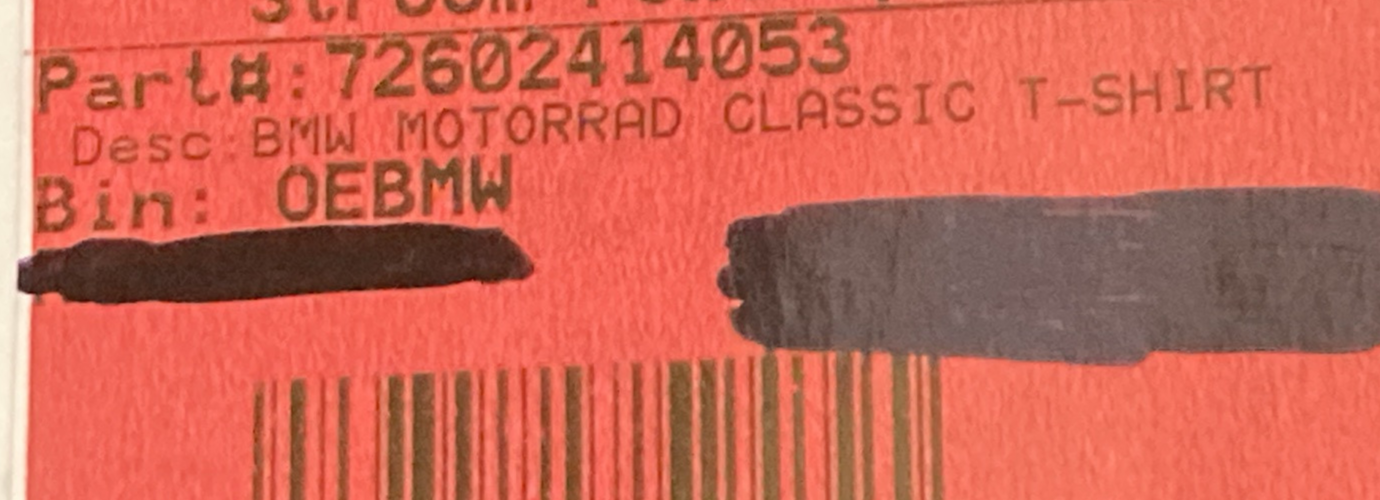 Part#: 72602414053
Desc: BMW MOTORRAD CLASSIC T-SHIRT
Bin: OEBMW